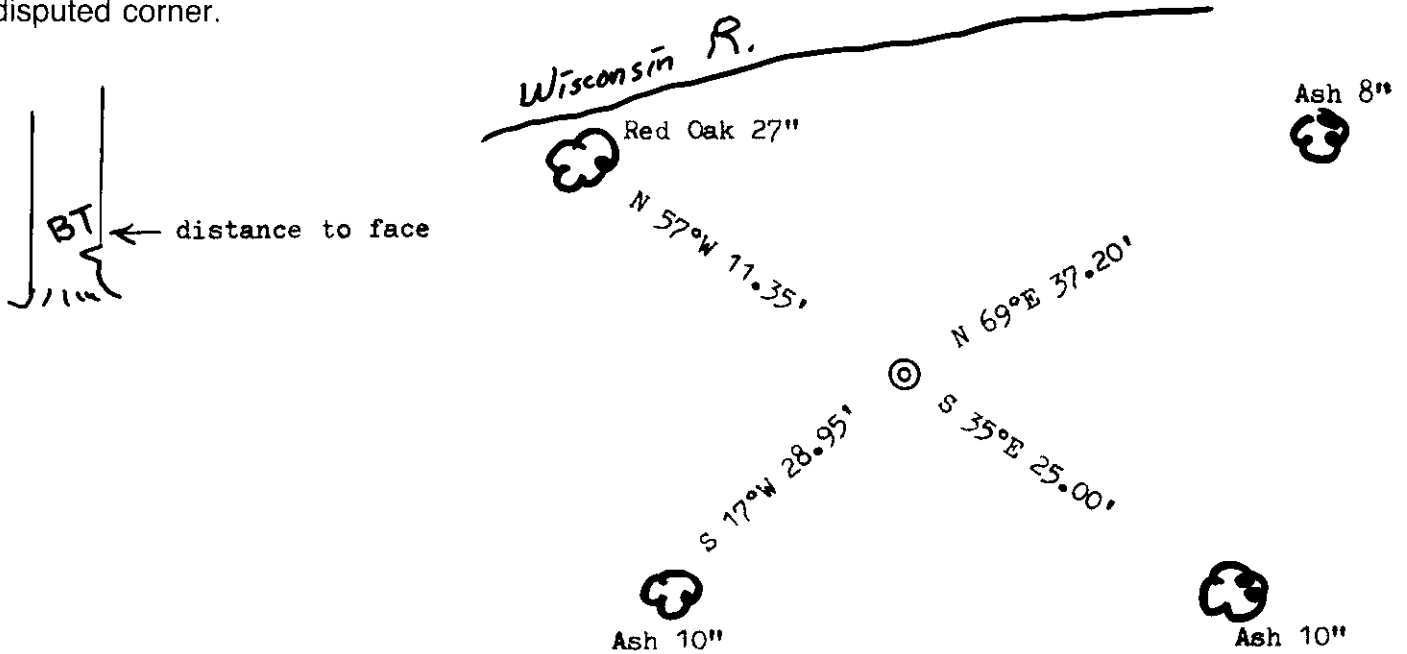 disputed corner.
Wisconsin R.
Ash 8"
Red Oak 27"
BT ← distance to face
N 57°W 11.35'
N 69°E 37.20'
S 17°W 28.95'
S 35°E 25.00'
Ash 10"
Ash 10"